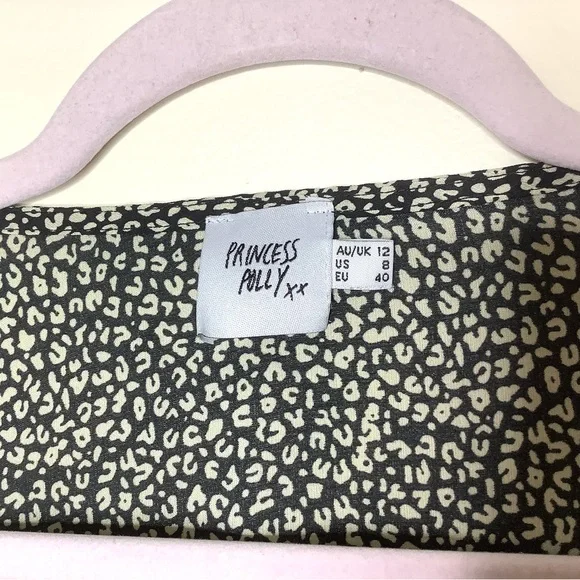 PRINCESS
POLLY xx
AU/UK 12
US 8
EU 40